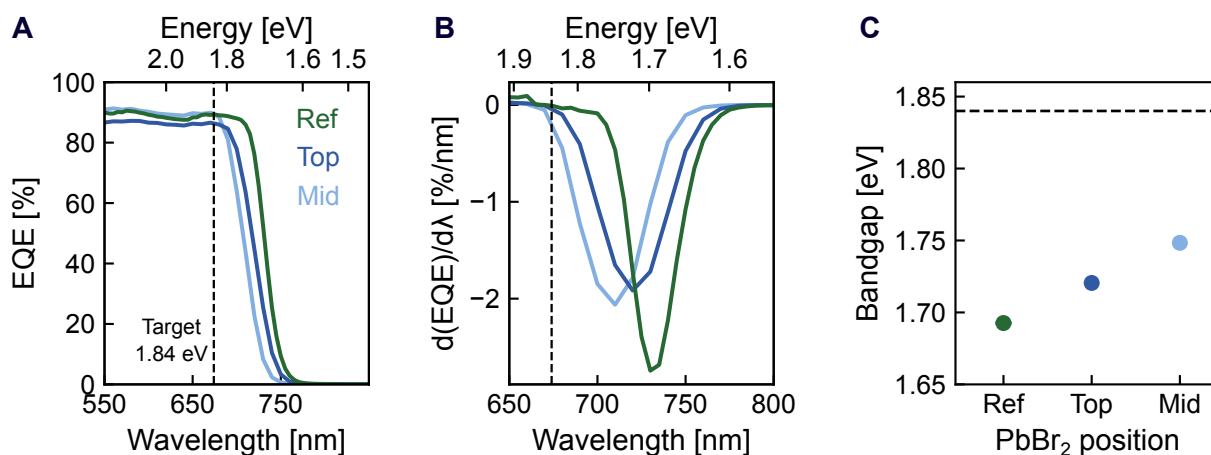 A
Energy [eV]
2.0 1.8 1.6 1.5
EQE [%]
100
80
60
40
20
0
Ref
Top
Mid
Target
1.84 eV
550 650 750
Wavelength [nm]
B
Energy [eV]
1.9 1.8 1.7 1.6
d(EQE)/dλ [%/nm]
0
−1
−2
650 700 750 800
Wavelength [nm]
C
Bandgap [eV]
1.85
1.80
1.75
1.70
1.65
Ref Top Mid
PbBr₂ position